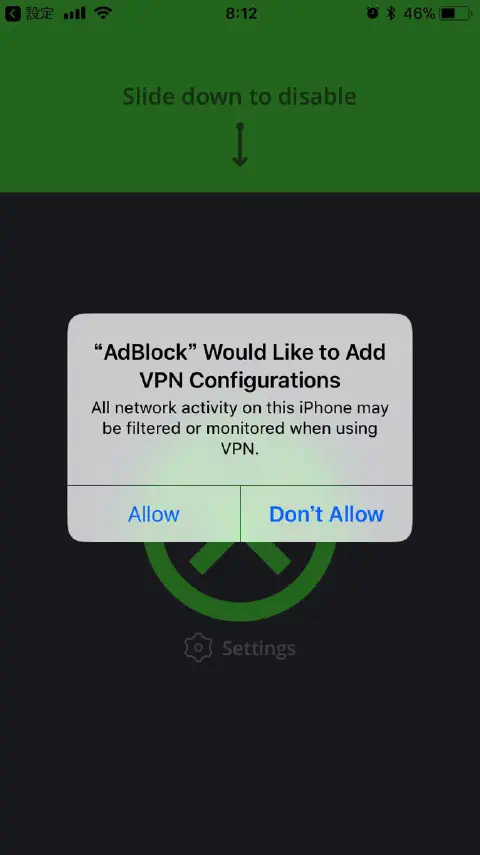 設定 8:12 46%
Slide down to disable
“AdBlock” Would Like to Add
VPN Configurations
All network activity on this iPhone may
be filtered or monitored when using
VPN.
Allow Don’t Allow
Settings